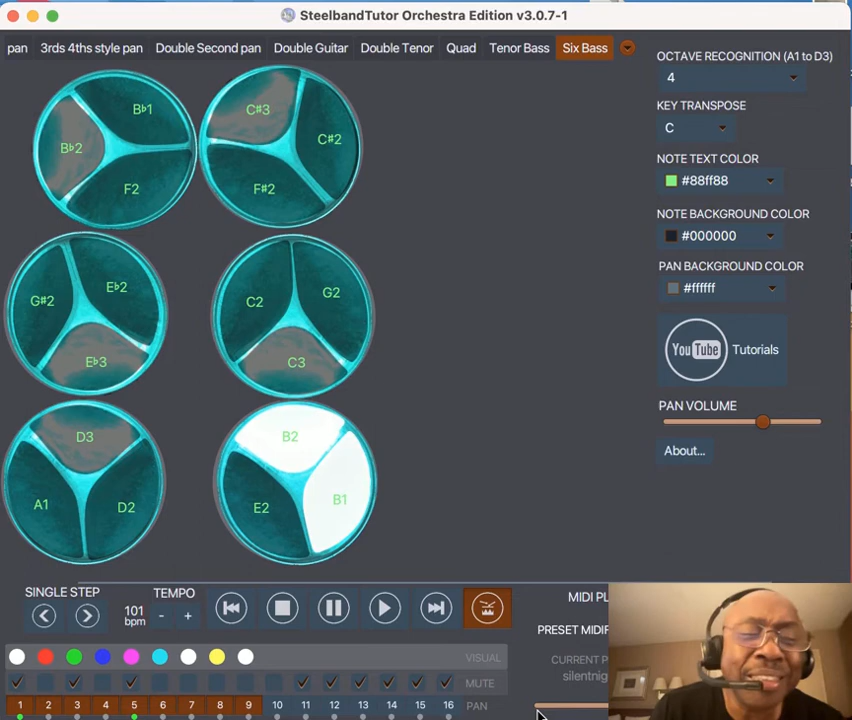 SteelbandTutor Orchestra Edition v3.0.7-1
pan 3rds 4ths style pan Double Second pan Double Guitar Double Tenor Quad Tenor Bass Six Bass
OCTAVE RECOGNITION (A1 to D3)
4
KEY TRANSPOSE
C
NOTE TEXT COLOR
#88ff88
NOTE BACKGROUND COLOR
#000000
PAN BACKGROUND COLOR
#ffffff
You Tube Tutorials
PAN VOLUME
About...
B♭1
B♭2
F2
C#3
C#2
F#2
G#2
E♭2
E♭3
C2
G2
C3
D3
A1
D2
B2
E2
B1
SINGLE STEP
TEMPO
101
bpm
- +
MIDI PL
PRESET MIDIF
CURRENT P
silentnig
VISUAL
MUTE
1 2 3 4 5 6 7 8 9 10 11 12 13 14 15 16 PAN